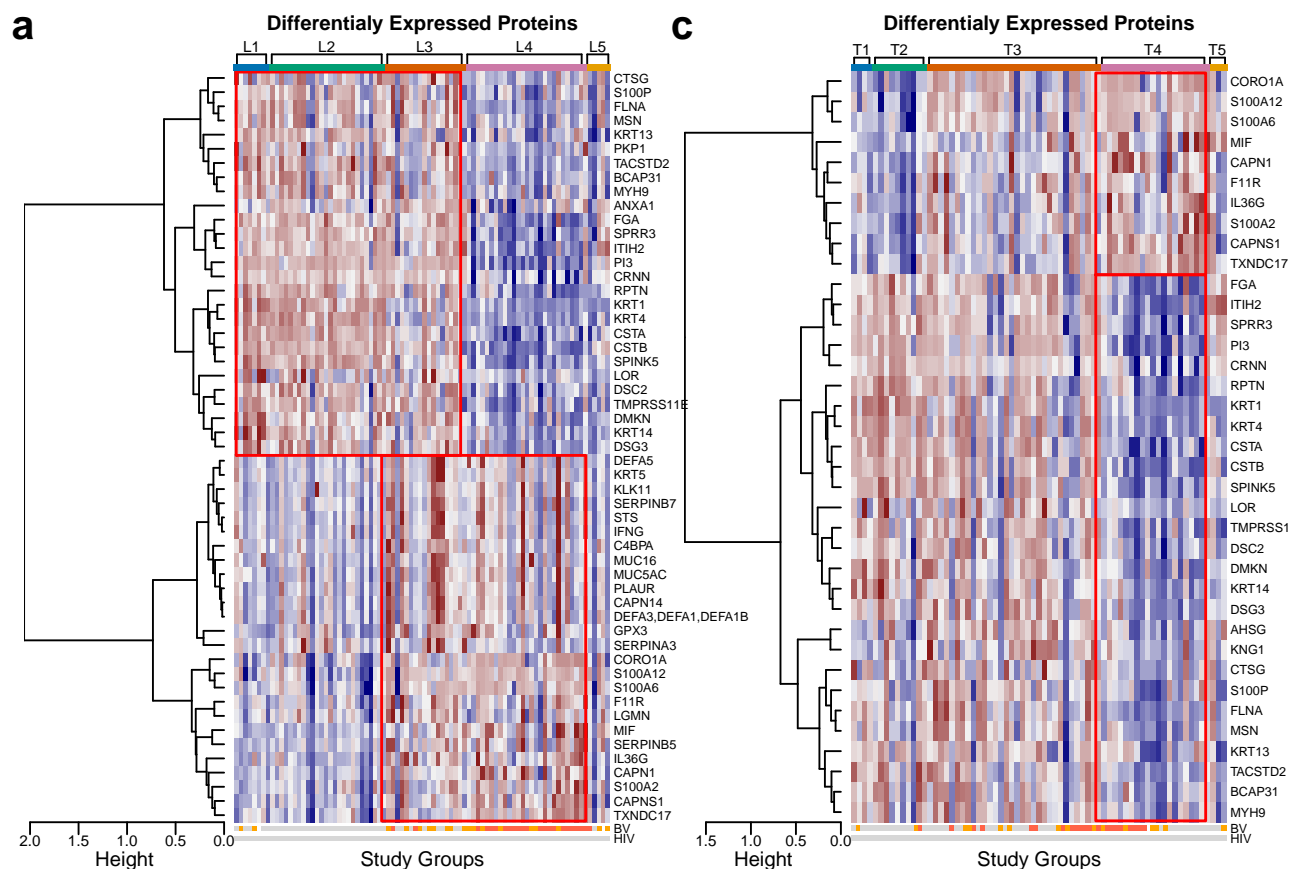 a
Differentialy Expressed Proteins
L1
L2
L3
L4
L5
CTSG
S100P
FLNA
MSN
KRT13
PKP1
TACSTD2
BCAP31
MYH9
ANXA1
FGA
SPRR3
ITIH2
PI3
CRNN
RPTN
KRT1
KRT4
CSTA
CSTB
SPINK5
LOR
DSC2
TMPRSS11E
DMKN
KRT14
DSG3
DEFA5
KRT5
KLK11
SERPINB7
STS
IFNG
C4BPA
MUC16
MUC5AC
PLAUR
CAPN14
DEFA3,DEFA1,DEFA1B
GPX3
SERPINA3
CORO1A
S100A12
S100A6
F11R
LGMN
MIF
SERPINB5
IL36G
CAPN1
S100A2
CAPNS1
TXNDC17
BV
HIV
2.0 1.5 1.0 0.5 0.0
Height
Study Groups
c
Differentialy Expressed Proteins
T1
T2
T3
T4
T5
CORO1A
S100A12
S100A6
MIF
CAPN1
F11R
IL36G
S100A2
CAPNS1
TXNDC17
FGA
ITIH2
SPRR3
PI3
CRNN
RPTN
KRT1
KRT4
CSTA
CSTB
SPINK5
LOR
TMPRSS1
DSC2
DMKN
KRT14
DSG3
AHSG
KNG1
CTSG
S100P
FLNA
MSN
KRT13
TACSTD2
BCAP31
MYH9
BV
HIV
1.5 1.0 0.5 0.0
Height
Study Groups